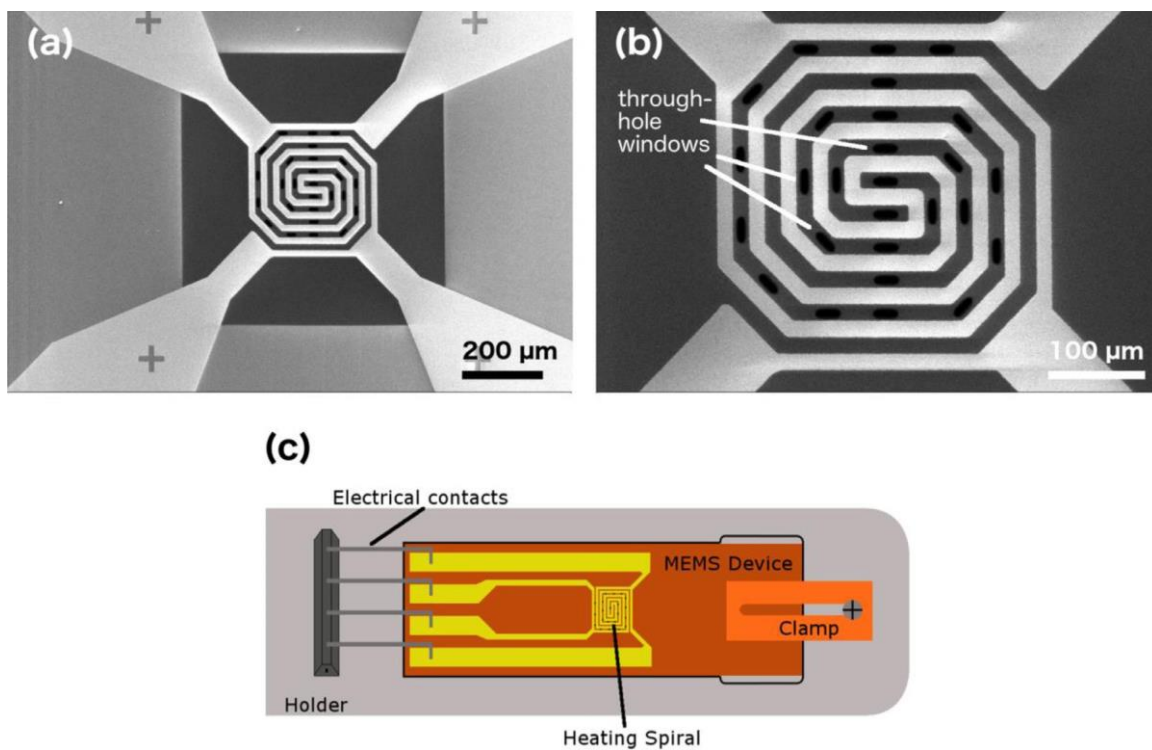 (a)
200 μm
(b)
through-
hole
windows
100 μm
(c)
Electrical contacts
MEMS Device
Clamp
Holder
Heating Spiral